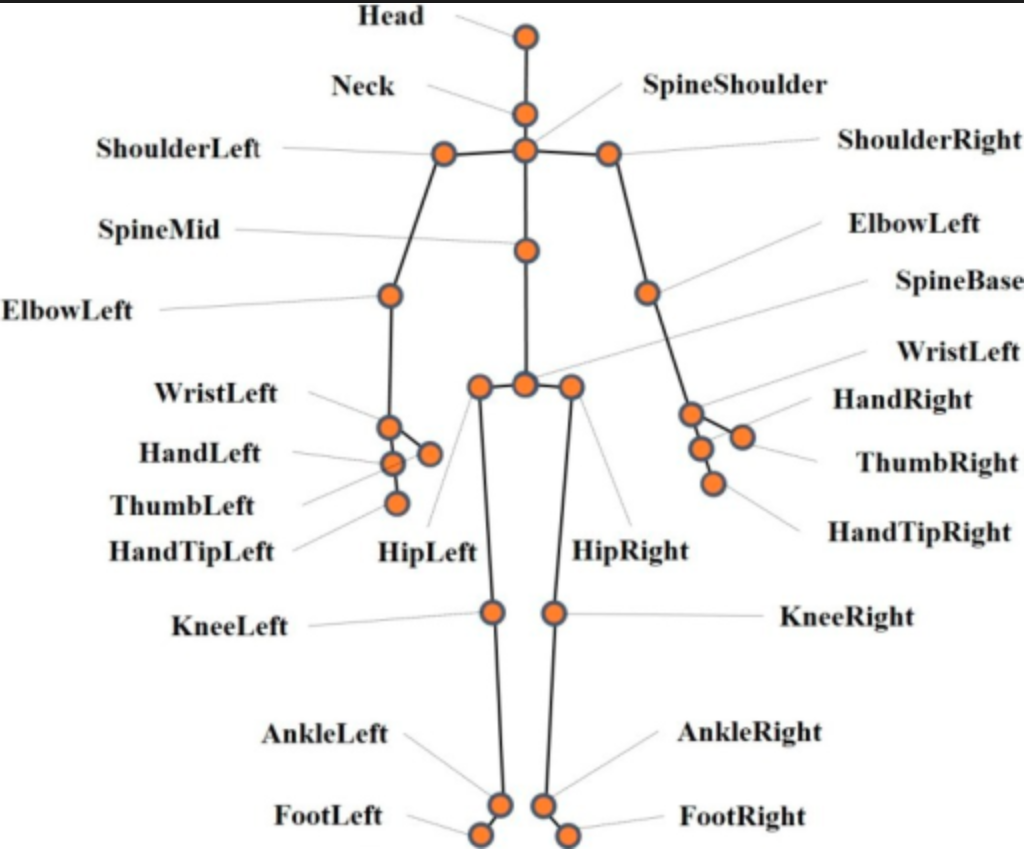 Head
Neck
SpineShoulder
ShoulderLeft
ShoulderRight
SpineMid
ElbowLeft
SpineBase
ElbowLeft
WristLeft
WristLeft
HandRight
HandLeft
ThumbRight
ThumbLeft
HandTipRight
HandTipLeft
HipLeft
HipRight
KneeLeft
KneeRight
AnkleLeft
AnkleRight
FootLeft
FootRight